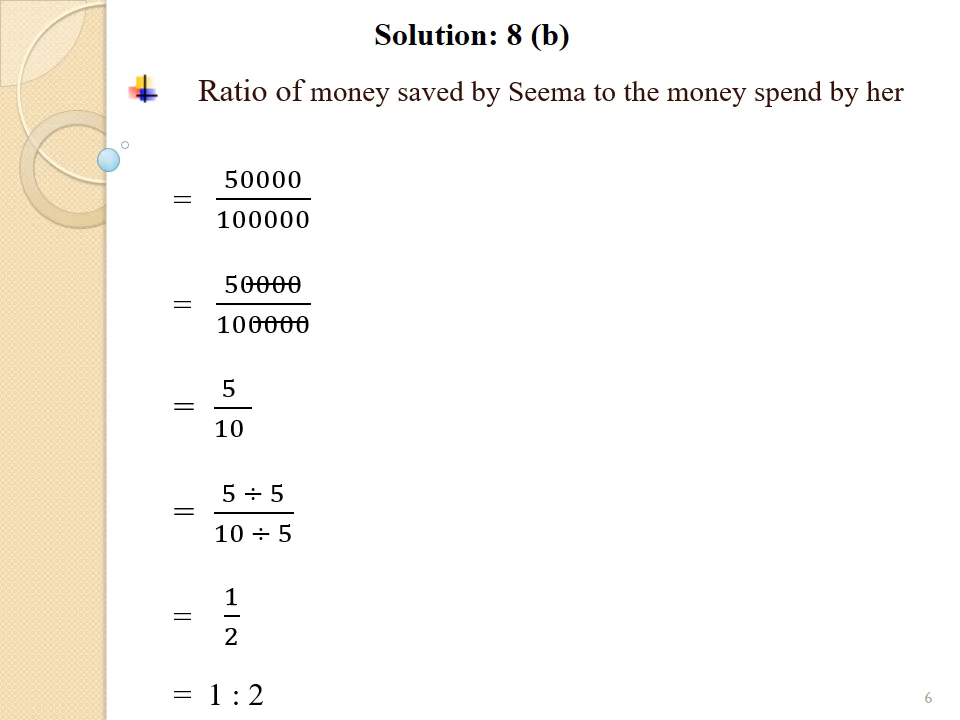 Solution: 8 (b)
Ratio of money saved by Seema to the money spend by her
= 50000/100000
= 50000/100000
= 5/10
= 5 ÷ 5/10 ÷ 5
= 1/2
= 1 : 2
6